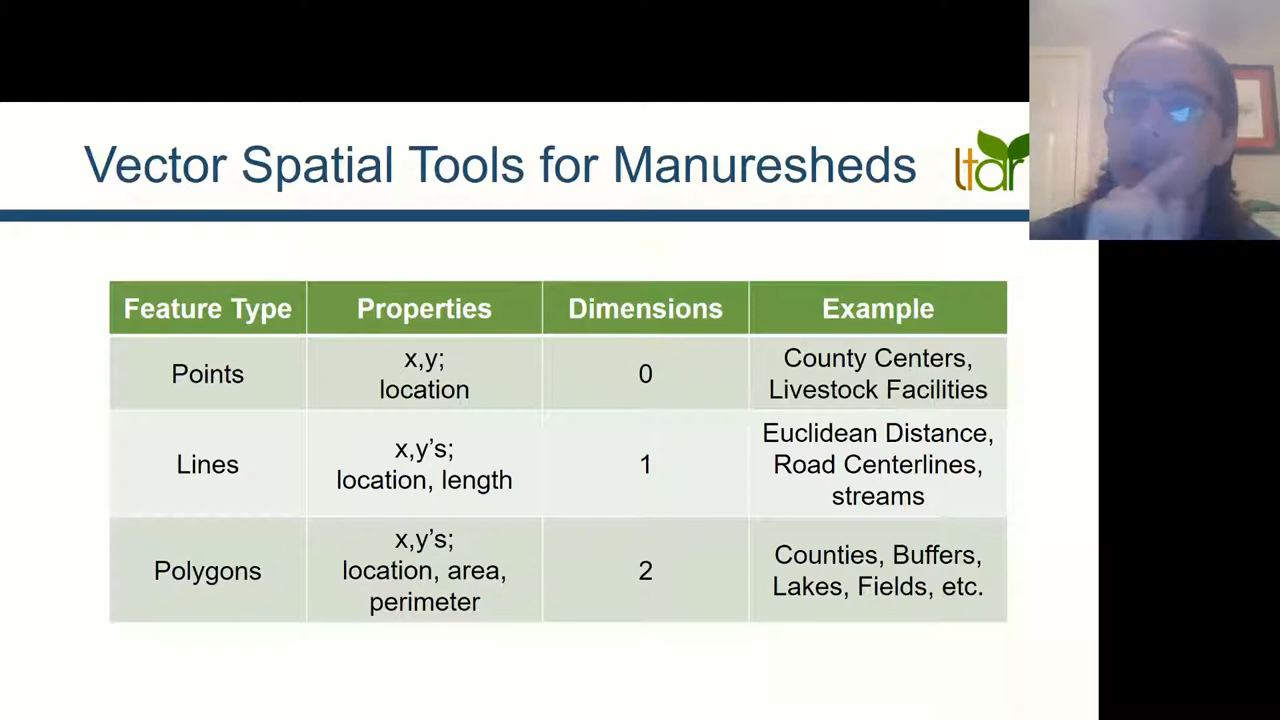 Vector Spatial Tools for Manuresheds
ltar
Feature Type Properties Dimensions Example
Points x,y; location 0 County Centers, Livestock Facilities
Lines x,y's; location, length 1 Euclidean Distance, Road Centerlines, streams
Polygons x,y's; location, area, perimeter 2 Counties, Buffers, Lakes, Fields, etc.